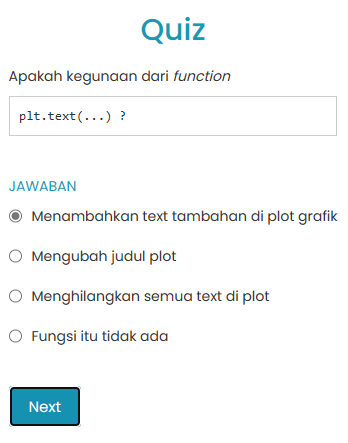 Quiz
Apakah kegunaan dari function
plt.text(...) ?
JAWABAN
Menambahkan text tambahan di plot grafik
Mengubah judul plot
Menghilangkan semua text di plot
Fungsi itu tidak ada
Next